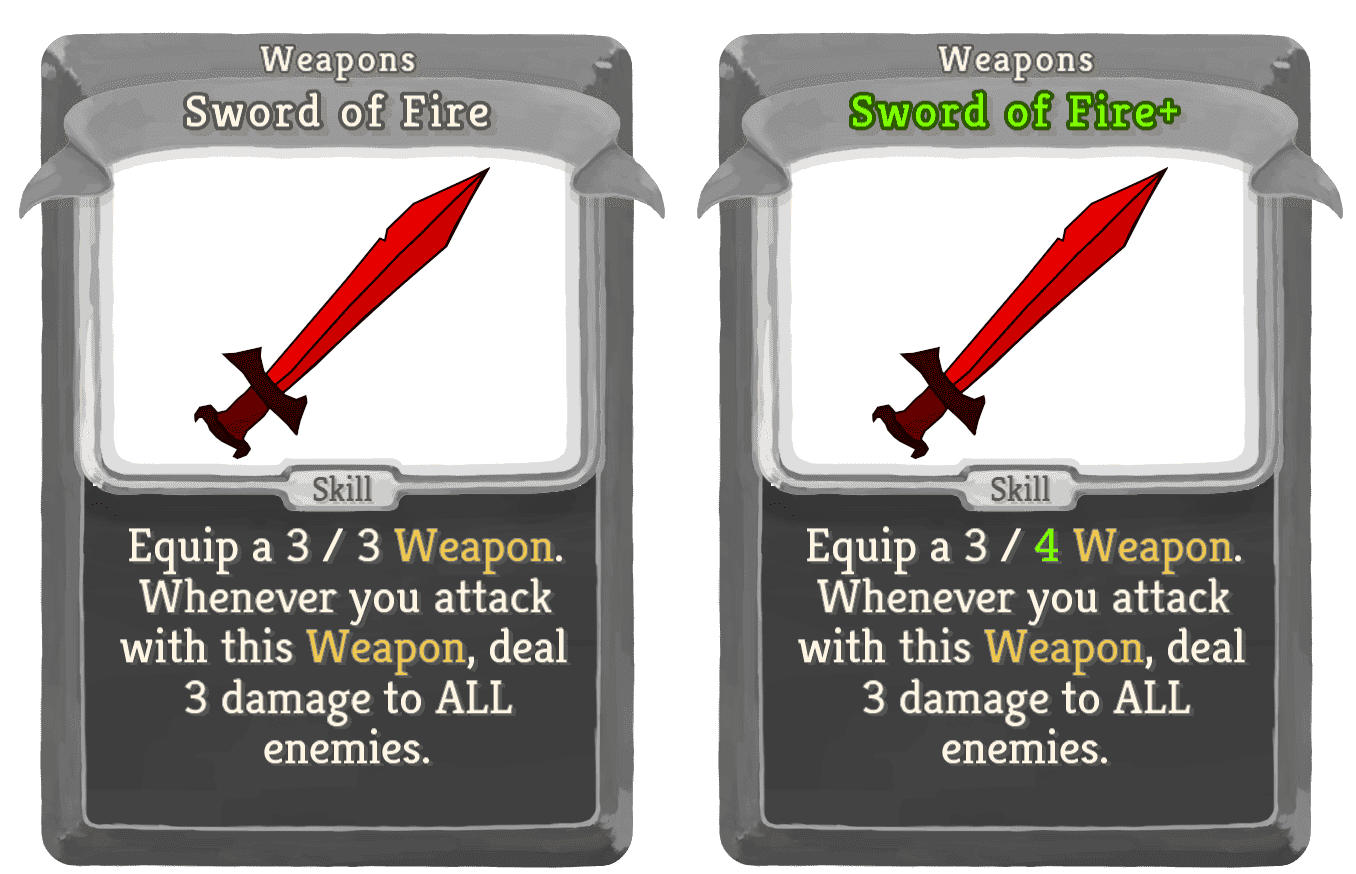 Weapons
Sword of Fire
Skill
Equip a 3 / 3 Weapon.
Whenever you attack
with this Weapon, deal
3 damage to ALL
enemies.
Weapons
Sword of Fire+
Skill
Equip a 3 / 4 Weapon.
Whenever you attack
with this Weapon, deal
3 damage to ALL
enemies.